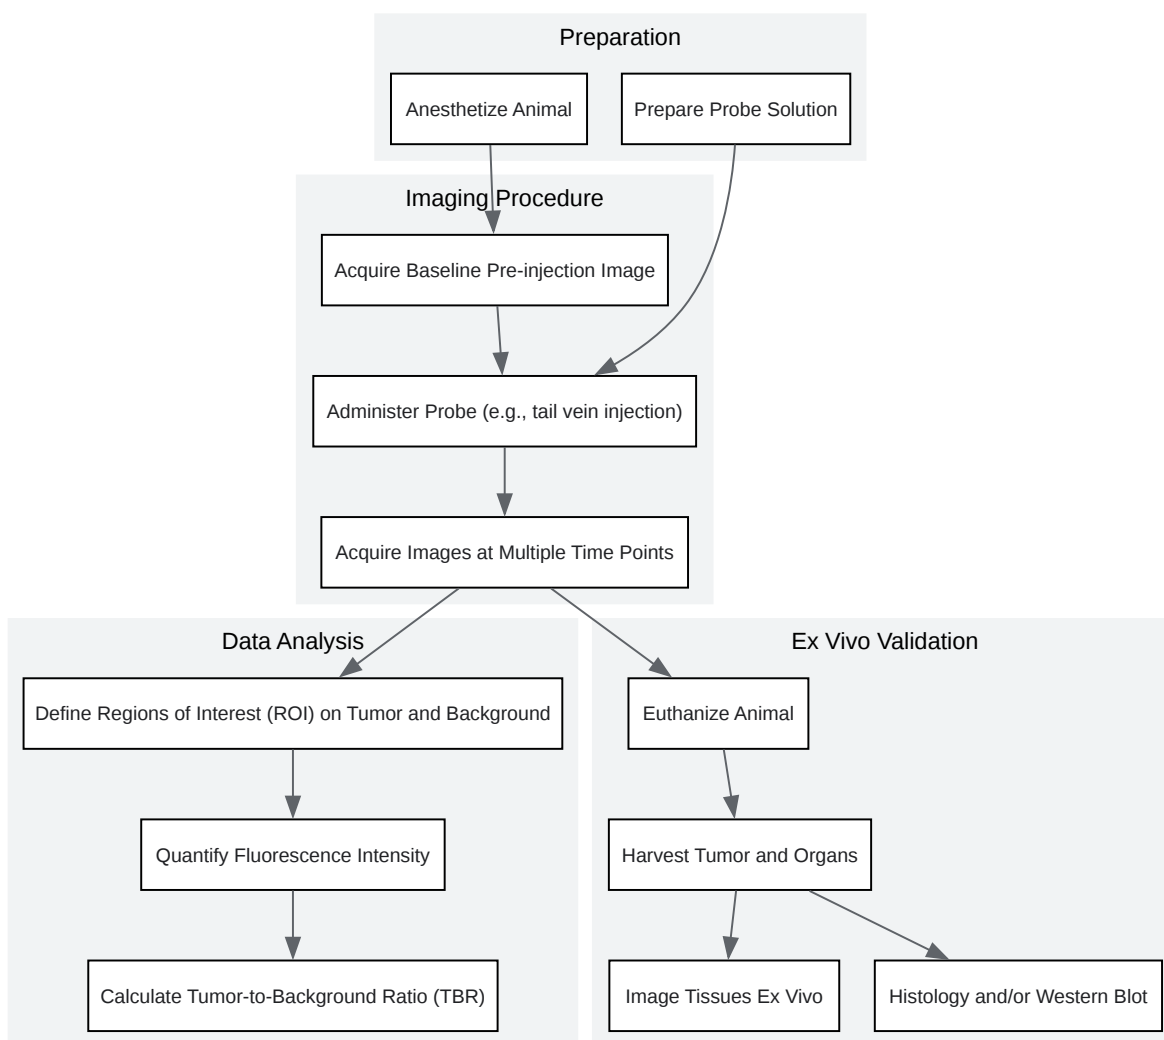 Preparation
Anesthetize Animal
Prepare Probe Solution
Imaging Procedure
Acquire Baseline Pre-injection Image
Administer Probe (e.g., tail vein injection)
Acquire Images at Multiple Time Points
Data Analysis
Define Regions of Interest (ROI) on Tumor and Background
Quantify Fluorescence Intensity
Calculate Tumor-to-Background Ratio (TBR)
Ex Vivo Validation
Euthanize Animal
Harvest Tumor and Organs
Image Tissues Ex Vivo
Histology and/or Western Blot